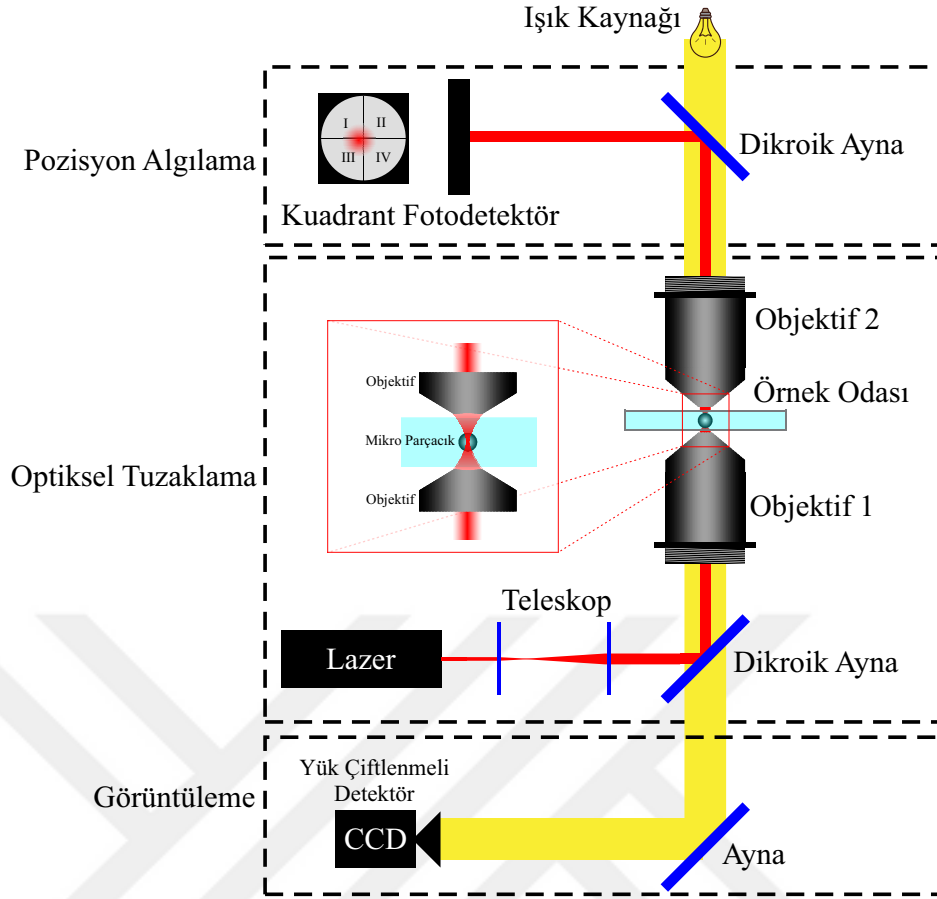 Işık Kaynağı
I
II
III
IV
Dikroik Ayna
Pozisyon Algılama
Kuadrant Fotodetektör
Objektif 2
Objektif
Örnek Odası
Mikro Parçacık
Optiksel Tuzaklama
Objektif
Objektif 1
Teleskop
Lazer
Dikroik Ayna
Yük Çiftlenmeli
Detektör
Görüntüleme
CCD
Ayna